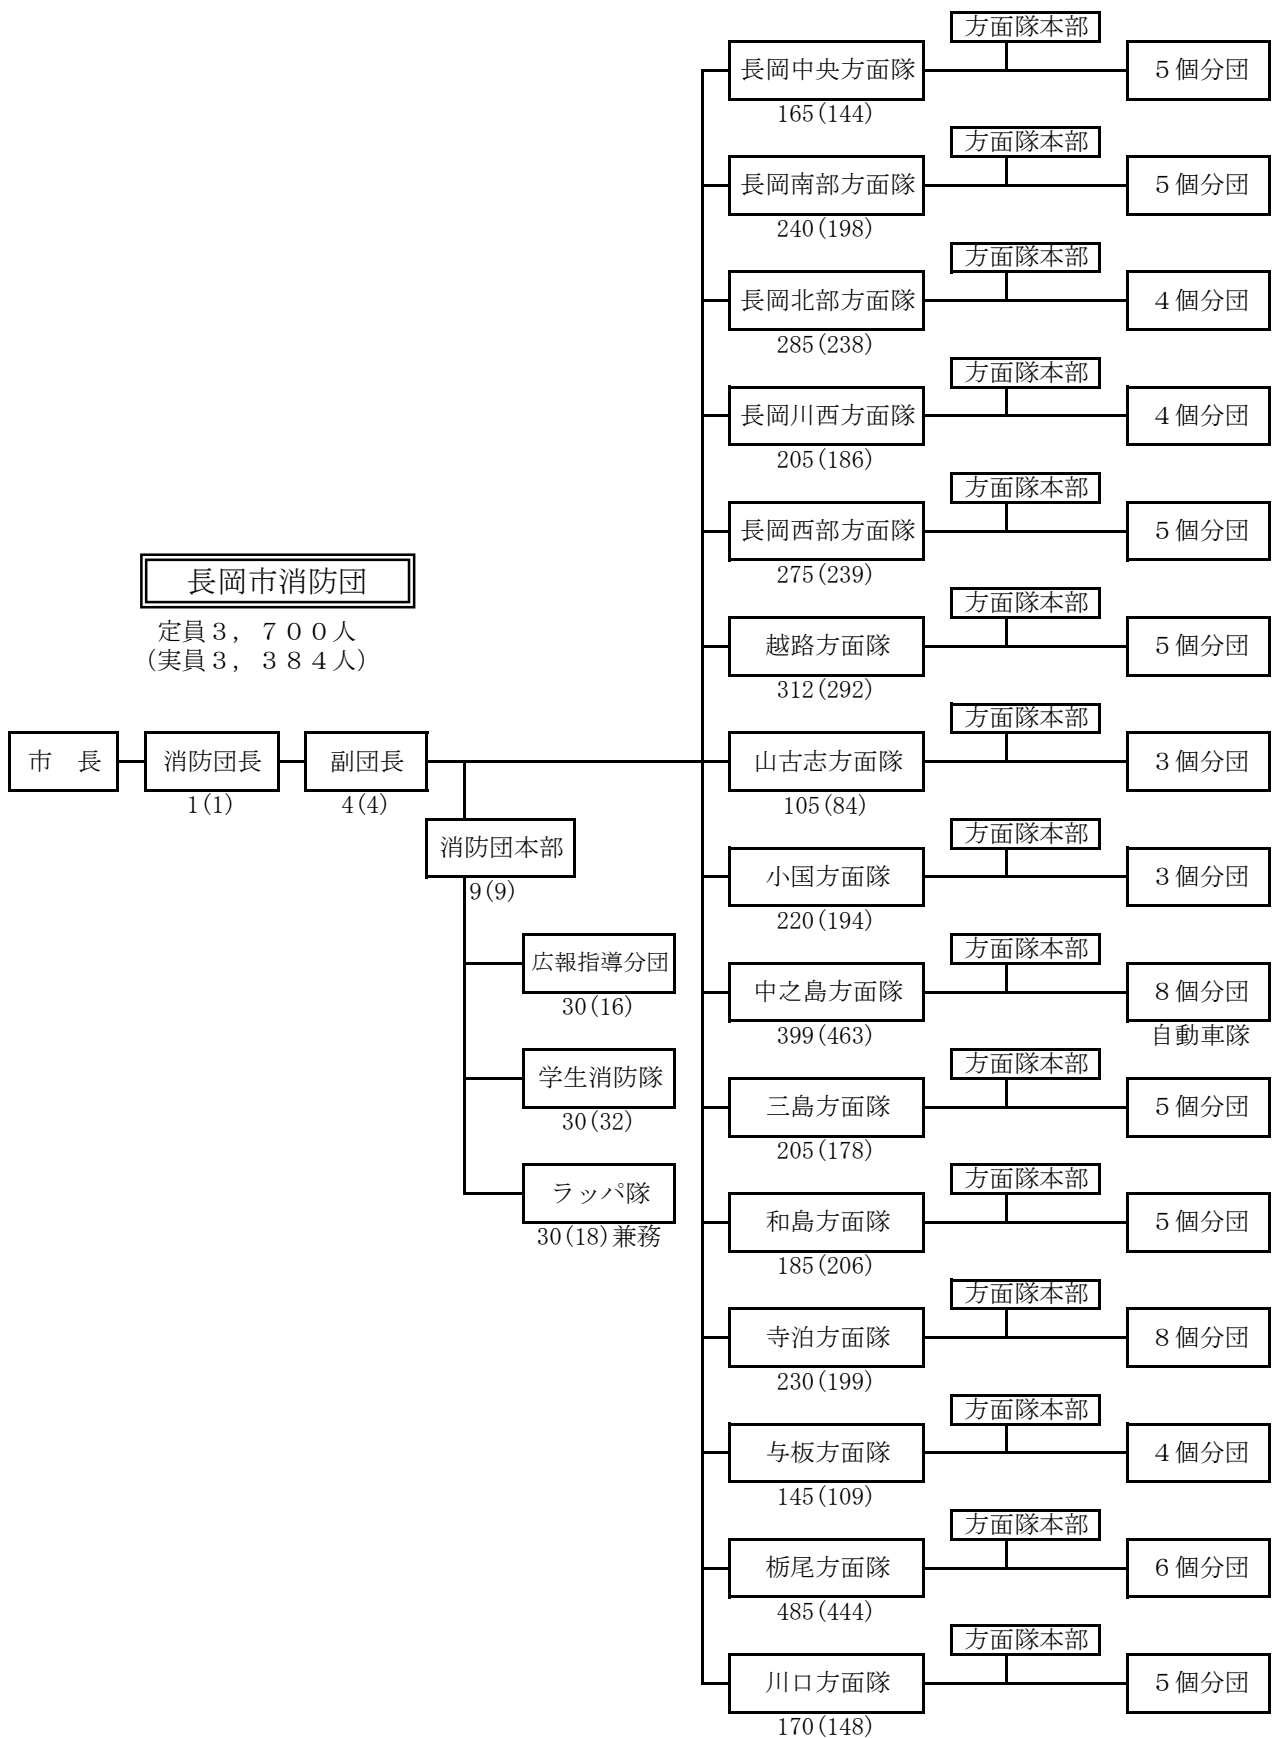 長岡市消防団
定員３，７００人
（実員３，３８４人）
市　長
消防団長
1(1)
副団長
4(4)
消防団本部
9(9)
広報指導分団
30(16)
学生消防隊
30(32)
ラッパ隊
30(18)兼務
方面隊本部
長岡中央方面隊
５個分団
165(144)
方面隊本部
長岡南部方面隊
５個分団
240(198)
方面隊本部
長岡北部方面隊
４個分団
285(238)
方面隊本部
長岡川西方面隊
４個分団
205(186)
方面隊本部
長岡西部方面隊
５個分団
275(239)
方面隊本部
越路方面隊
５個分団
312(292)
方面隊本部
山古志方面隊
３個分団
105(84)
方面隊本部
小国方面隊
３個分団
220(194)
方面隊本部
中之島方面隊
８個分団
399(463)
自動車隊
方面隊本部
三島方面隊
５個分団
205(178)
方面隊本部
和島方面隊
５個分団
185(206)
方面隊本部
寺泊方面隊
８個分団
230(199)
方面隊本部
与板方面隊
４個分団
145(109)
方面隊本部
栃尾方面隊
６個分団
485(444)
方面隊本部
川口方面隊
５個分団
170(148)